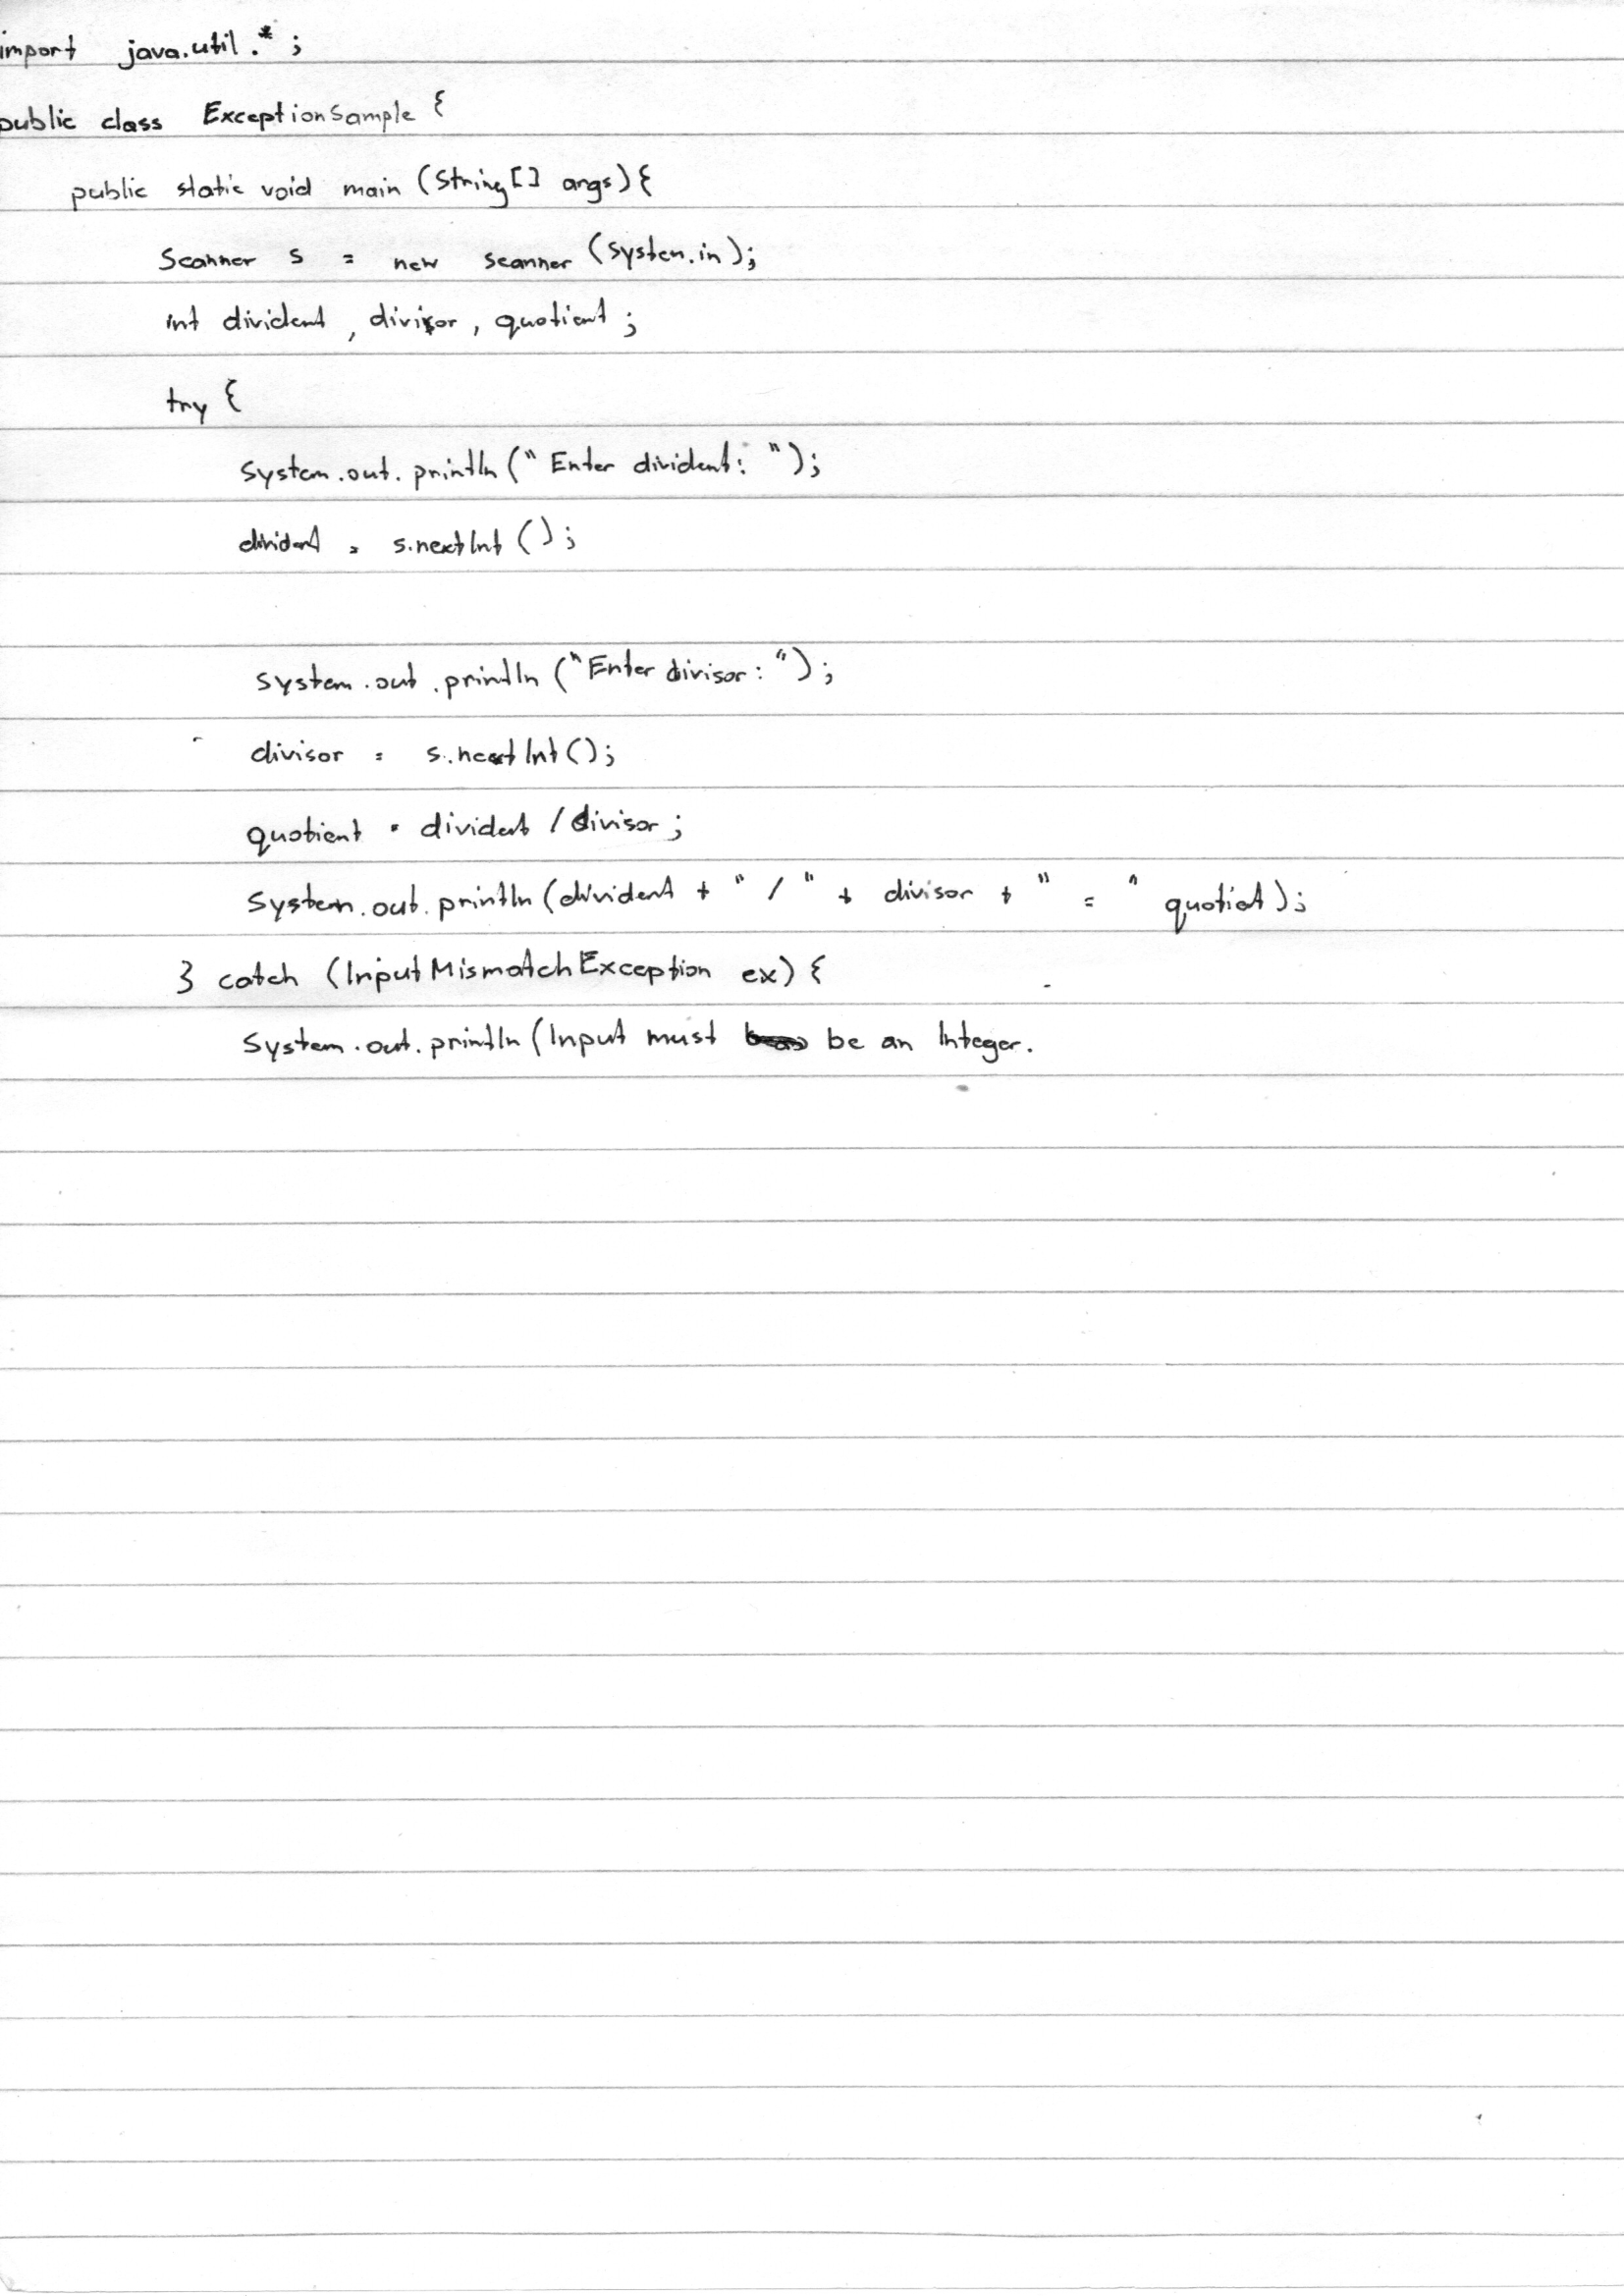 import java.util.*;
public class ExceptionSample {
public static void main (String[] args){
Scanner s = new scanner (system.in);
int divident, divisor, quotient;
try {
System.out.println(" Enter divident: ");
divident = s.nextInt ();
System.out.println ("Enter divisor: ");
divisor = s.nextInt();
quotient = divident / divisor;
System.out.println(divident + " / " + divisor + " = " quotient);
} catch (InputMismatchException ex) {
System.out.println(Input must be an Integer.